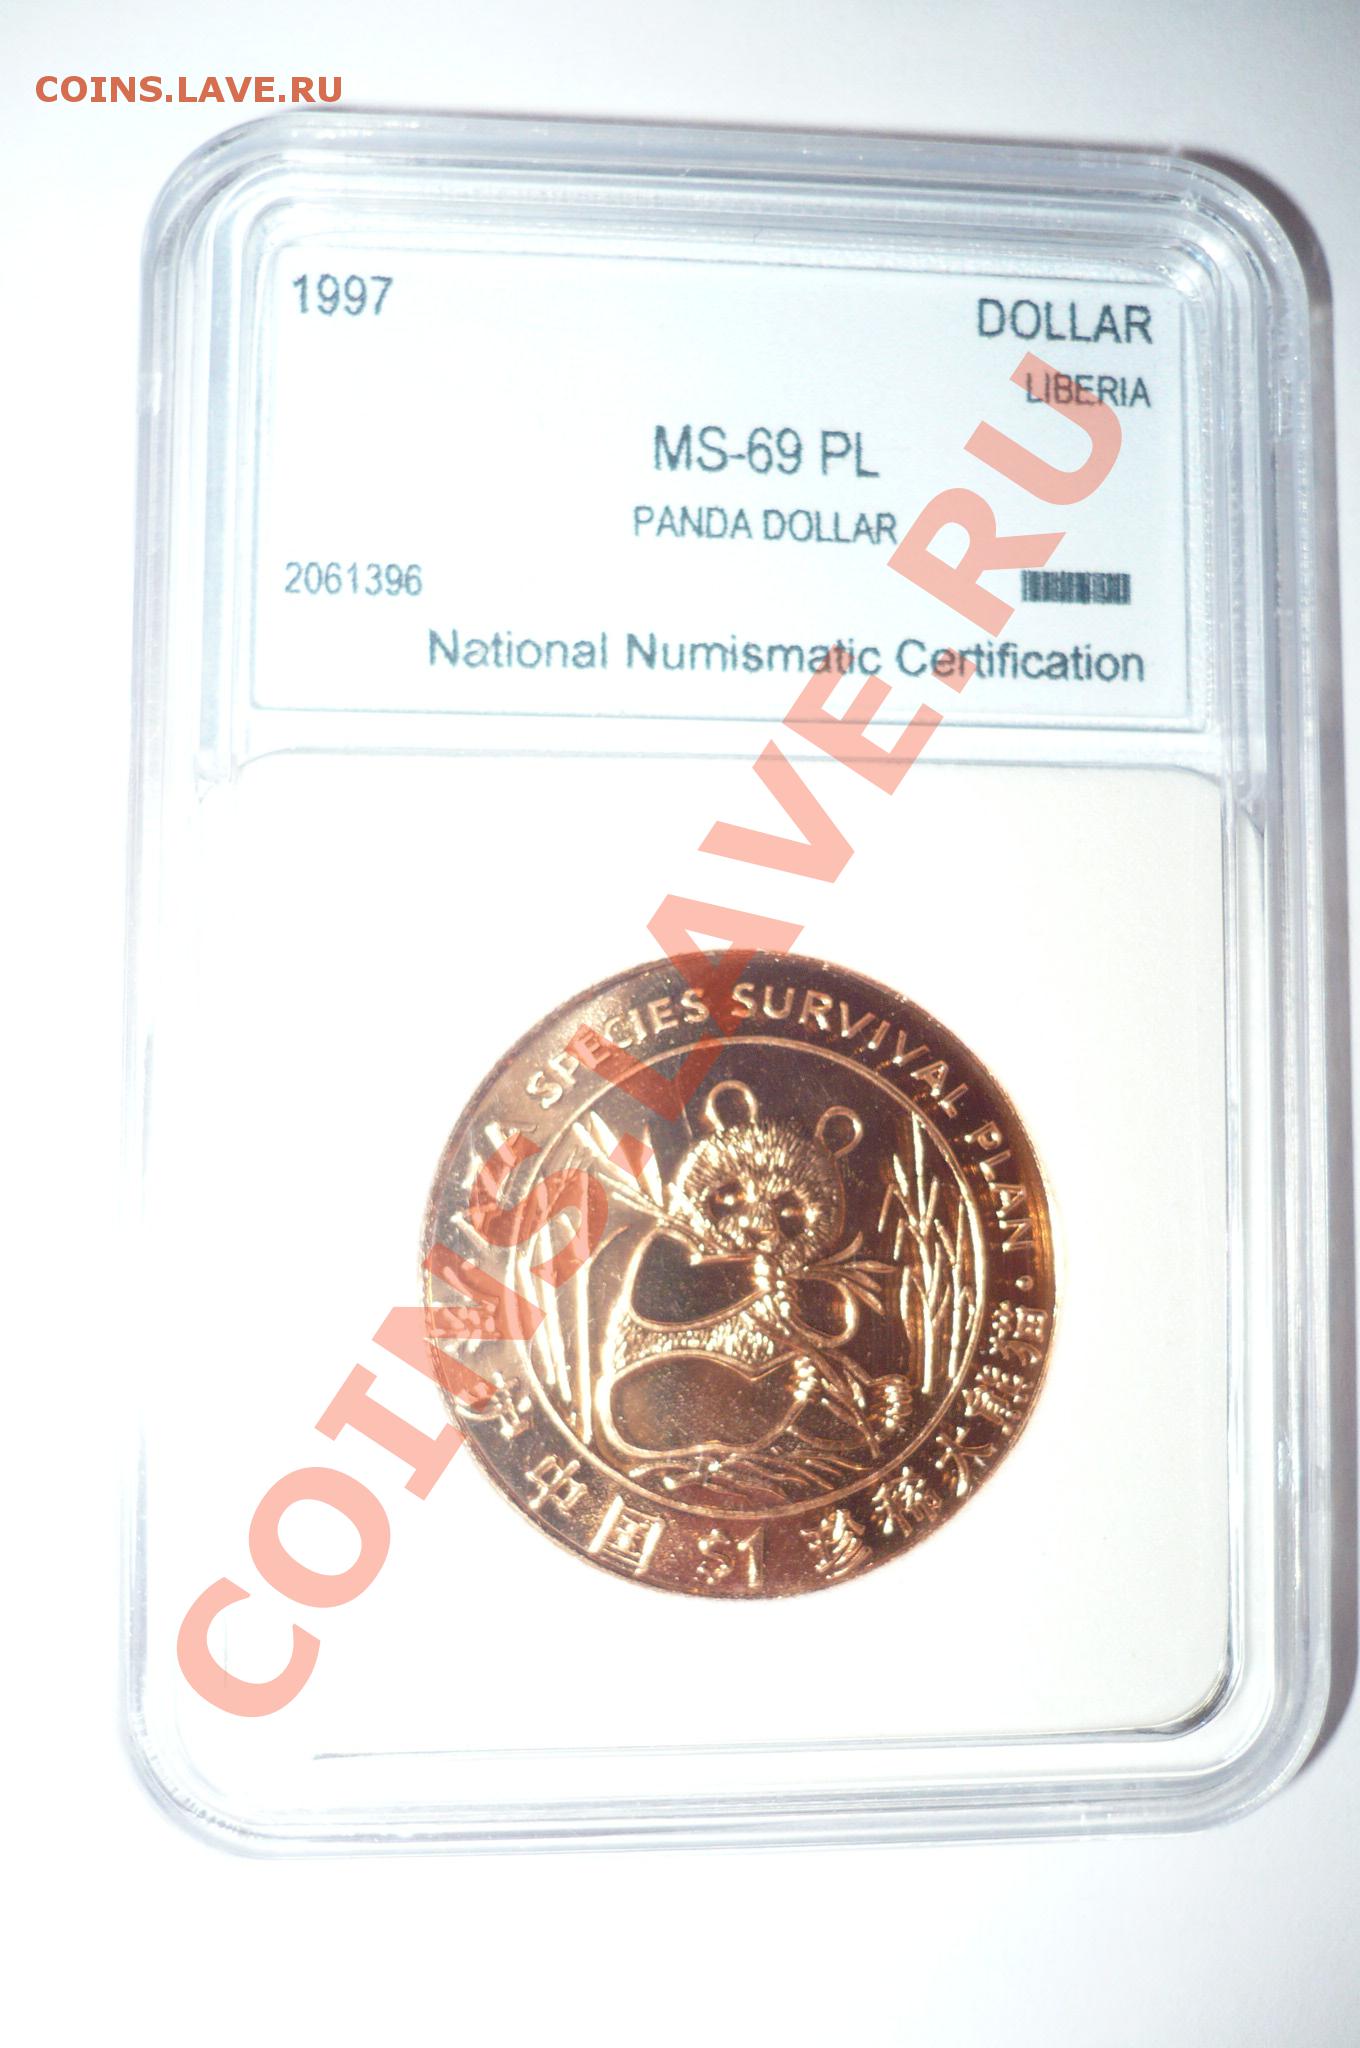 COINS.LAVE.RU
1997
DOLLAR
LIBERIA
MS-69 PL
PANDA DOLLAR
2061396
National Numismatic Certification
COINS.LAVE.RU
SPECIES SURVIVAL PLAN ·
中国 $1 珍稀大熊猫